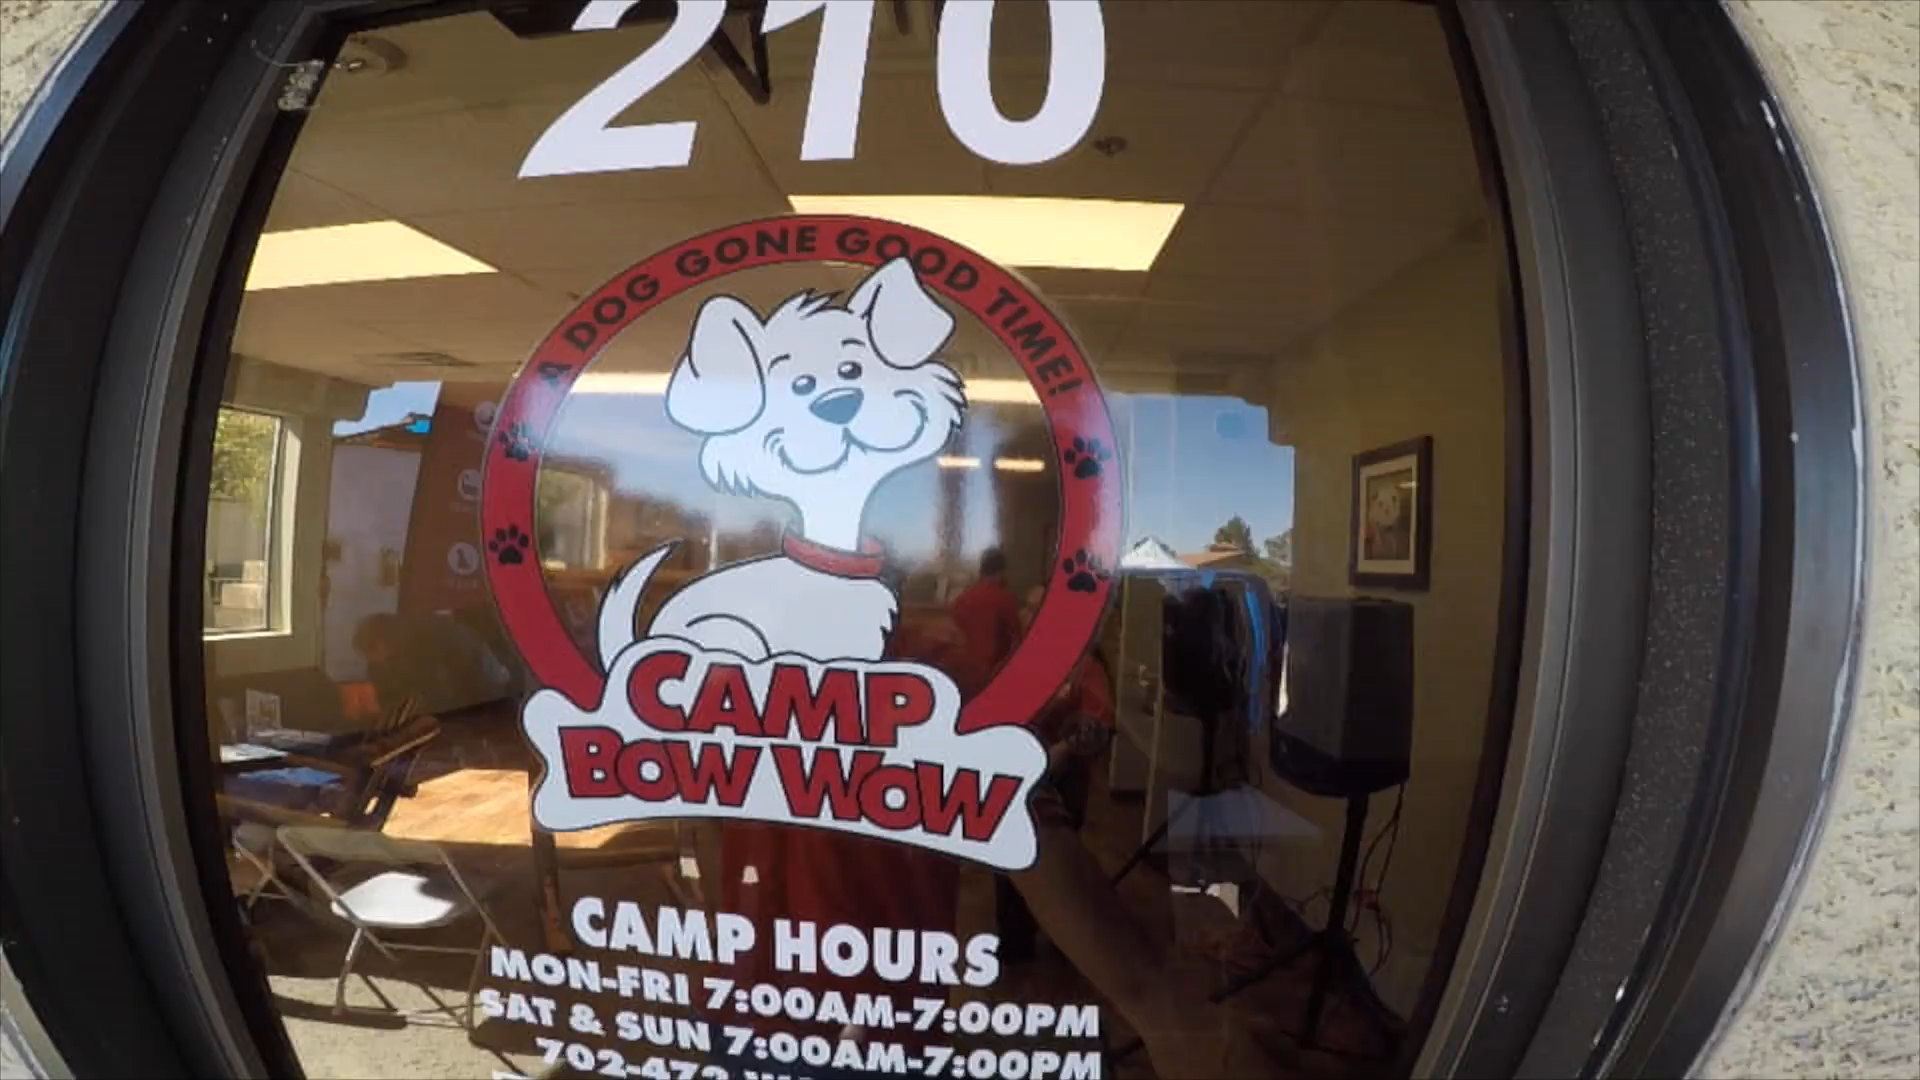 210
A DOG GONE GOOD TIME!
CAMP
BOW WOW
CAMP HOURS
MON-FRI 7:00AM-7:00PM
SAT & SUN 7:00AM-7:00PM